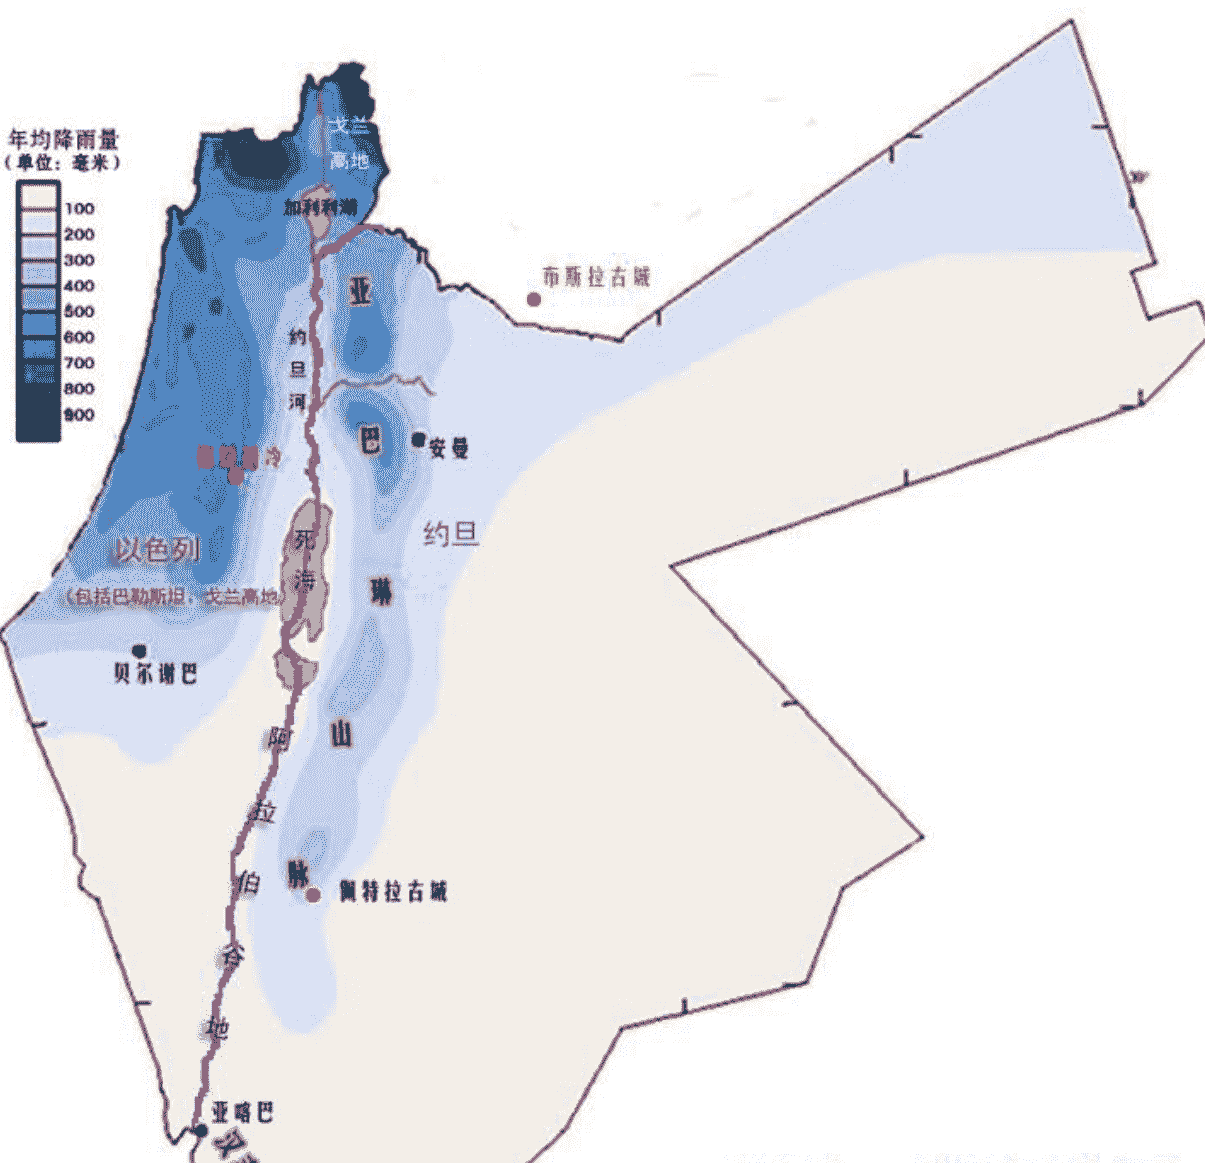 年均降雨量
（单位：毫米）
100
200
300
400
500
600
700
800
900
戈兰
高地
加利利湖
布斯拉古城
约
旦
河
亚
巴
琳
山
脉
安曼
约旦
以色列
（包括巴勒斯坦，戈兰高地）
死
海
贝尔谢巴
阿
拉
伯
谷
地
佩特拉古城
亚喀巴